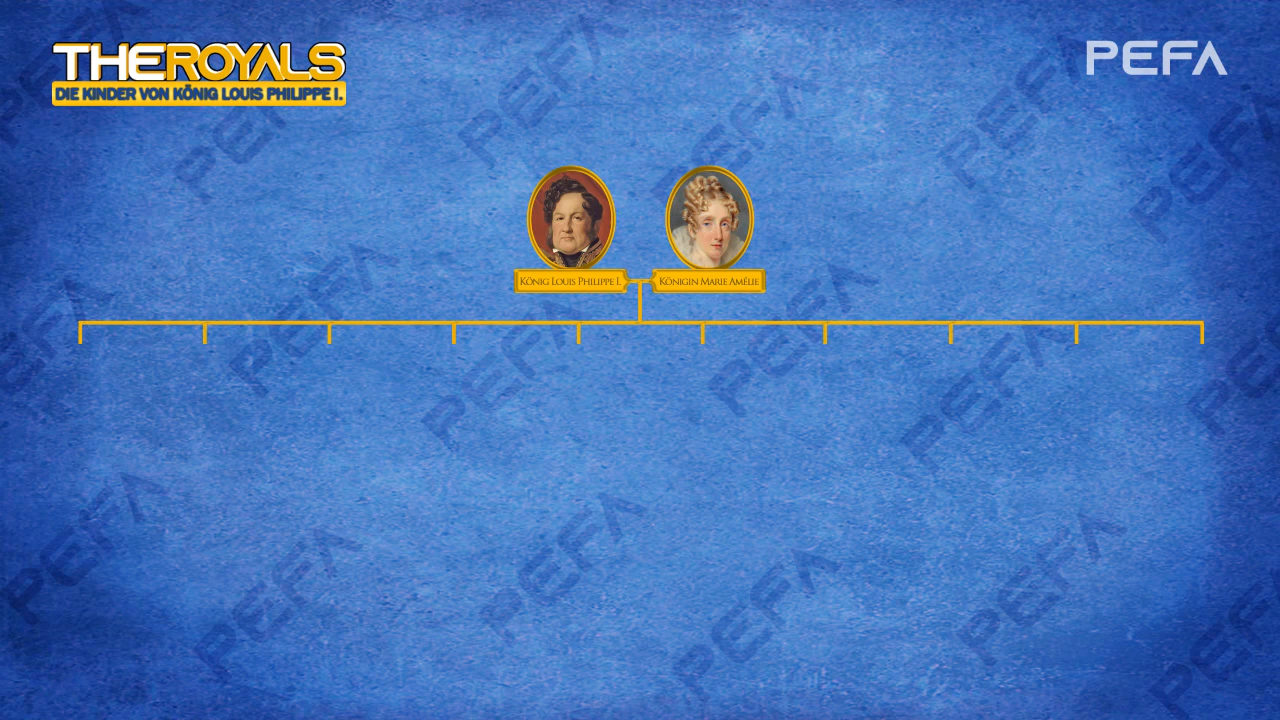 THEROYALS
DIE KINDER VON KÖNIG LOUIS PHILIPPE I.
PEFA
KÖNIG LOUIS PHILIPPE I.
KÖNIGIN MARIE AMÉLIE